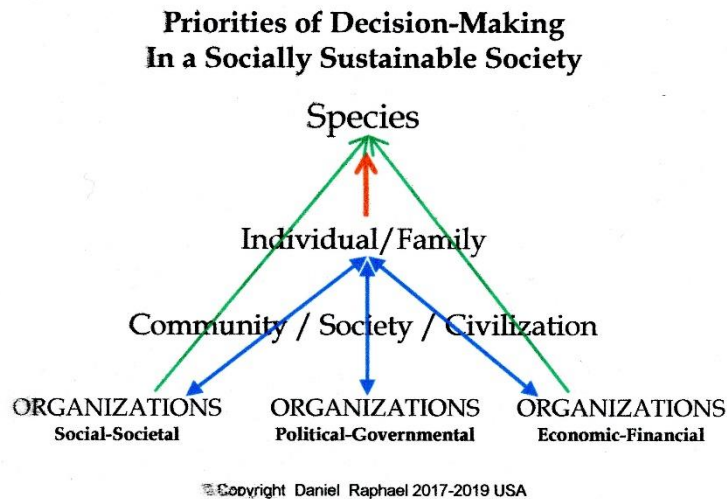 Priorities of Decision-Making
In a Socially Sustainable Society
Species
Individual/Family
Community / Society / Civilization
ORGANIZATIONS ORGANIZATIONS ORGANIZATIONS
Social-Societal Political-Governmental Economic-Financial
© Copyright Daniel Raphael 2017-2019 USA